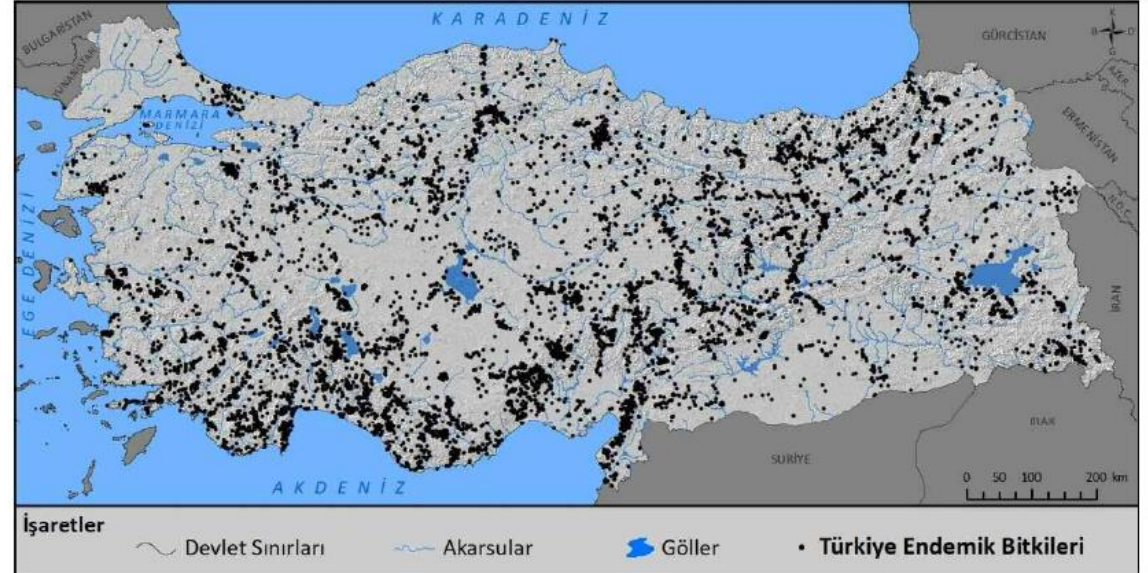 KARADENİZ
BULGARİSTAN
YUNANİSTAN
MARMARA
DENİZİ
GÜRCİSTAN
K
B D
G
AZER.
ERMENİSTAN
N.Ö.C.
İRAN
EGE DENİZİ
AKDENİZ
SURİYE
IRAK
0 50 100 200 km
İşaretler
Devlet Sınırları
Akarsular
Göller
Türkiye Endemik Bitkileri